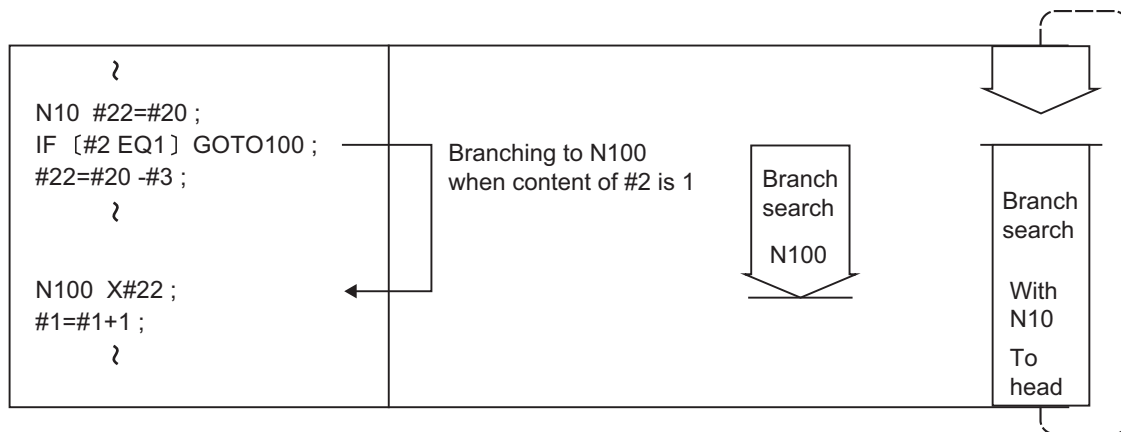 N10 #22=#20 ;
IF 〔#2 EQ1〕 GOTO100 ;
#22=#20 -#3 ;
N100 X#22 ;
#1=#1+1 ;
Branching to N100
when content of #2 is 1
Branch
search
N100
Branch
search
With
N10
To
head